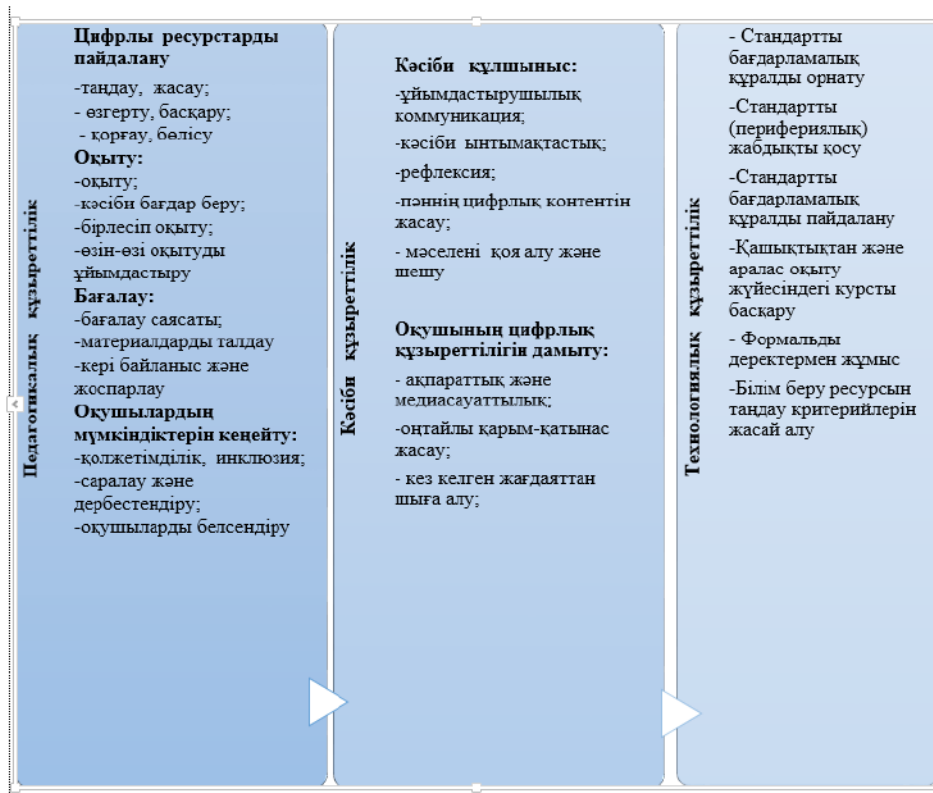 Педагогикалық құзыреттілік
Цифрлы ресурстарды
пайдалану
-таңдау, жасау;
- өзгерту, басқару;
- қорғау, бөлісу
Оқыту:
-оқыту;
-кәсіби бағдар беру;
-бірлесіп оқыту;
-өзін-өзі оқытуды
ұйымдастыру
Бағалау:
-бағалау саясаты;
-материалдарды талдау
-кері байланыс және
жоспарлау
Оқушылардың
мүмкіндіктерін кеңейту:
-қолжетімділік, инклюзия;
-саралау және
дербестендіру;
-оқушыларды белсендіру
Кәсіби құзыреттілік
Кәсіби құлшыныс:
-ұйымдастырушылық
коммуникация;
-кәсіби ынтымақтастық;
-рефлексия;
-пәннің цифрлық контентін
жасау;
- мәселені қоя алу және
шешу
Оқушының цифрлық
құзыреттілігін дамыту:
- ақпараттық және
медиасауаттылық;
-оңтайлы қарым-қатынас
жасау;
- кез келген жағдаяттан
шыға алу;
Технологиялық құзыреттілік
- Стандартты
бағдарламалық
құралды орнату
-Стандартты
(перифериялық)
жабдықты қосу
-Стандартты
бағдарламалық
құралды пайдалану
-Қашықтықтан және
аралас оқыту
жүйесіндегі курсты
басқару
- Формальды
деректермен жұмыс
-Білім беру ресурсын
таңдау критерийлерін
жасай алу